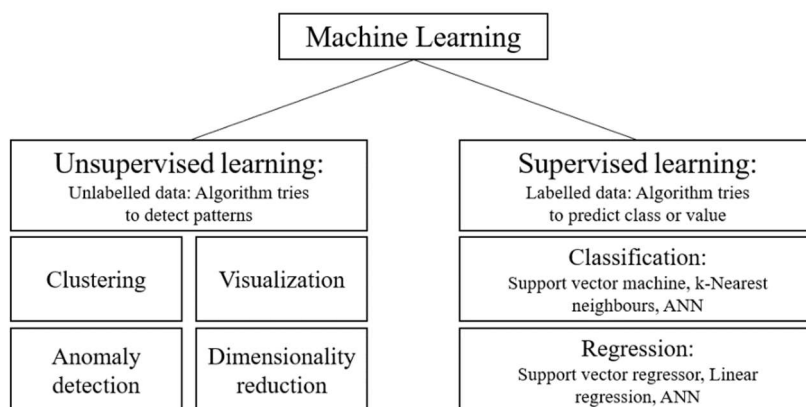 Machine Learning
Unsupervised learning:
Unlabelled data: Algorithm tries
to detect patterns
Supervised learning:
Labelled data: Algorithm tries
to predict class or value
Clustering
Visualization
Classification:
Support vector machine, k-Nearest
neighbours, ANN
Anomaly
detection
Dimensionality
reduction
Regression:
Support vector regressor, Linear
regression, ANN